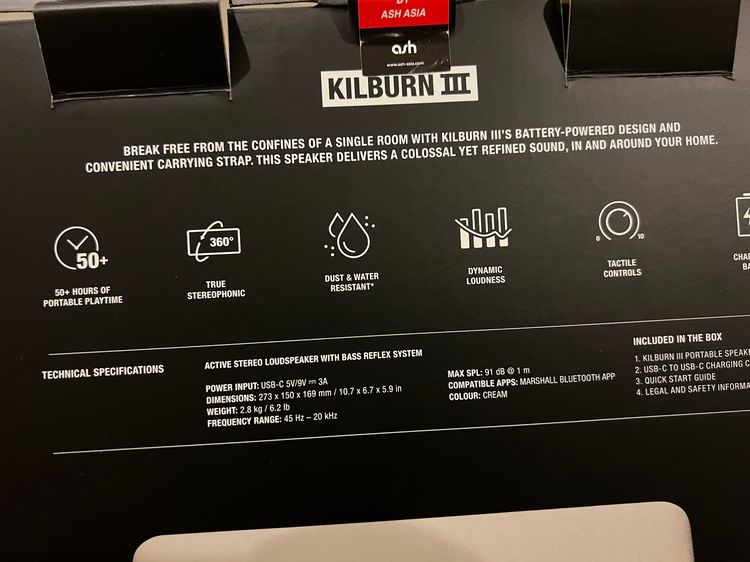 BY
ASH ASIA
ash
www.ash-asia.com
KILBURN III
BREAK FREE FROM THE CONFINES OF A SINGLE ROOM WITH KILBURN III'S BATTERY-POWERED DESIGN AND
CONVENIENT CARRYING STRAP. THIS SPEAKER DELIVERS A COLOSSAL YET REFINED SOUND, IN AND AROUND YOUR HOME.
50+
50+ HOURS OF
PORTABLE PLAYTIME
360°
TRUE
STEREOPHONIC
DUST & WATER
RESISTANT*
DYNAMIC
LOUDNESS
0 10
TACTILE
CONTROLS
TECHNICAL SPECIFICATIONS
ACTIVE STEREO LOUDSPEAKER WITH BASS REFLEX SYSTEM
POWER INPUT: USB-C 5V/9V ⎓ 3A
DIMENSIONS: 273 x 150 x 169 mm / 10.7 x 6.7 x 5.9 in
WEIGHT: 2.8 kg / 6.2 lb
FREQUENCY RANGE: 45 Hz – 20 kHz
MAX SPL: 91 dB @ 1 m
COMPATIBLE APPS: MARSHALL BLUETOOTH APP
COLOUR: CREAM
INCLUDED IN THE BOX
1. KILBURN III PORTABLE
2. USB-C TO USB-C CHARGING
3. QUICK START GUIDE
4. LEGAL AND SAFETY